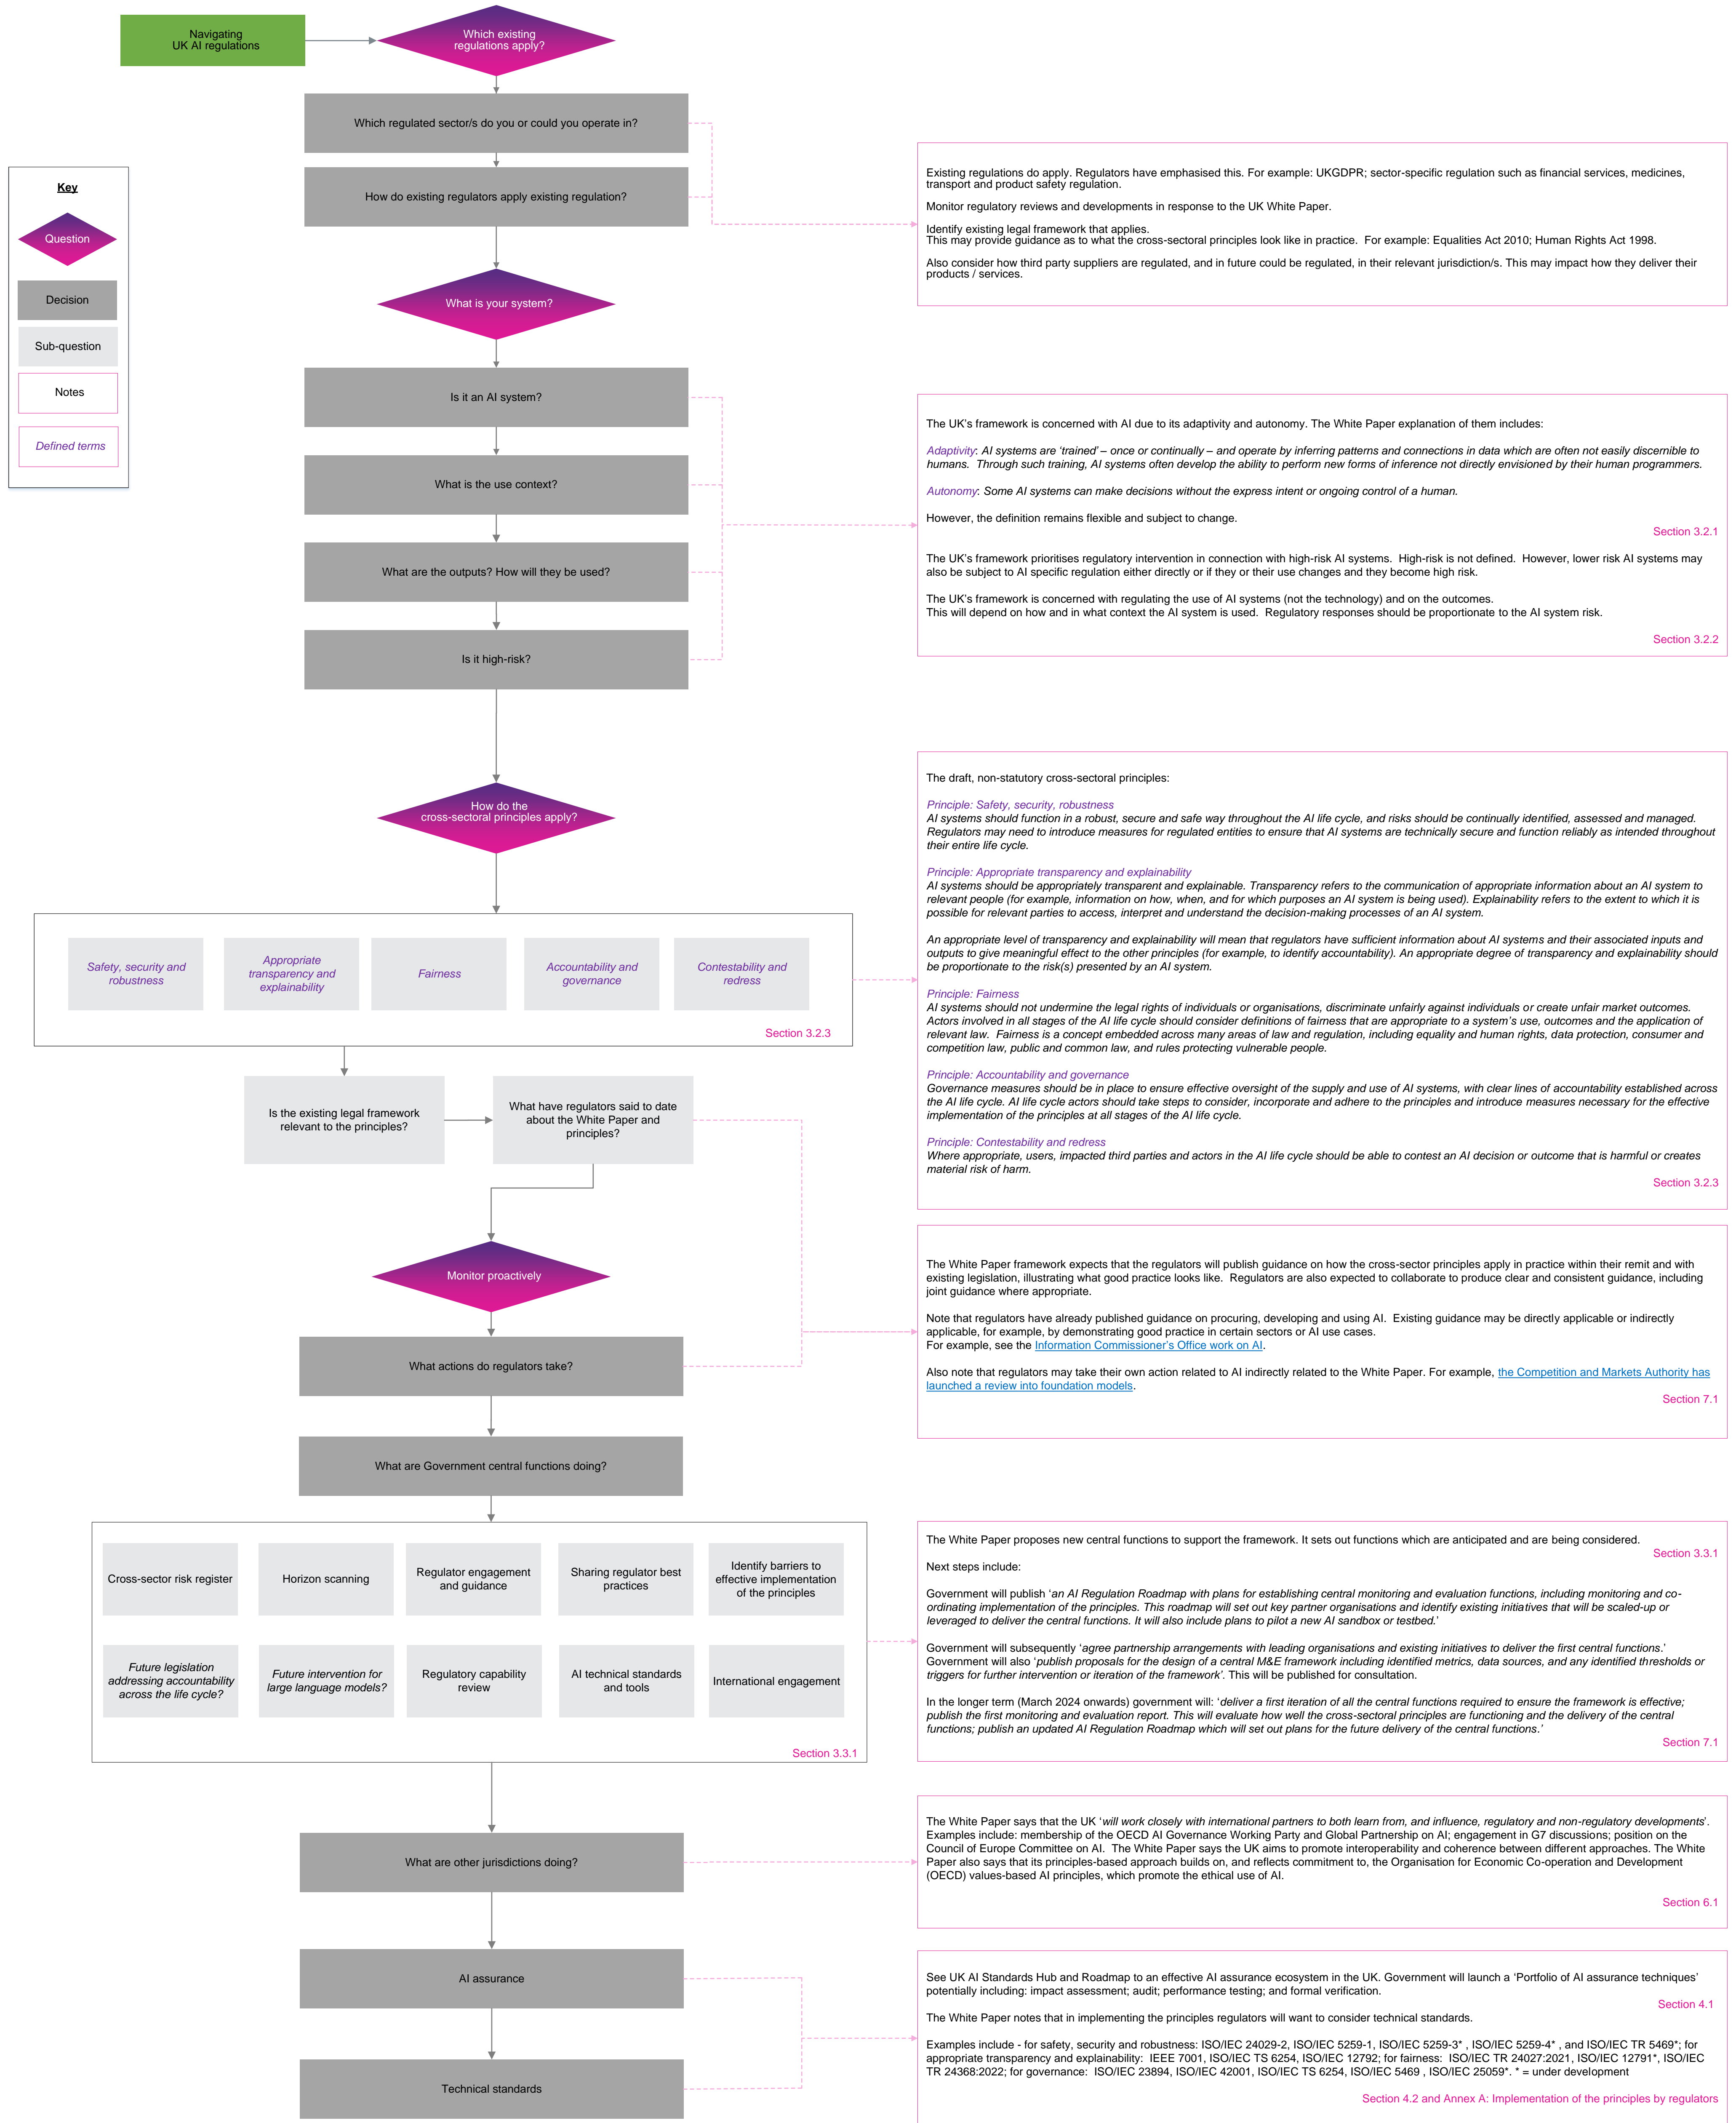 Navigating
UK AI regulations
Which existing
regulations apply?
Which regulated sector/s do you or could you operate in?
How do existing regulators apply existing regulation?
Existing regulations do apply. Regulators have emphasised this. For example: UKGDPR; sector-specific regulation such as financial services, medicines,
transport and product safety regulation.
Monitor regulatory reviews and developments in response to the UK White Paper.
Identify existing legal framework that applies.
This may provide guidance as to what the cross-sectoral principles look like in practice.  For example: Equalities Act 2010; Human Rights Act 1998.
Also consider how third party suppliers are regulated, and in future could be regulated, in their relevant jurisdiction/s. This may impact how they deliver their
products / services.
Key
Question
Decision
Sub-question
Notes
Defined terms
What is your system?
Is it an AI system?
What is the use context?
What are the outputs? How will they be used?
Is it high-risk?
The UK's framework is concerned with AI due to its adaptivity and autonomy. The White Paper explanation of them includes:
Adaptivity: AI systems are ‘trained’ – once or continually – and operate by inferring patterns and connections in data which are often not easily discernible to
humans.  Through such training, AI systems often develop the ability to perform new forms of inference not directly envisioned by their human programmers.
Autonomy: Some AI systems can make decisions without the express intent or ongoing control of a human.
However, the definition remains flexible and subject to change.
Section 3.2.1
The UK's framework prioritises regulatory intervention in connection with high-risk AI systems.  High-risk is not defined.  However, lower risk AI systems may
also be subject to AI specific regulation either directly or if they or their use changes and they become high risk.
The UK's framework is concerned with regulating the use of AI systems (not the technology) and on the outcomes.
This will depend on how and in what context the AI system is used.  Regulatory responses should be proportionate to the AI system risk.
Section 3.2.2
How do the
cross-sectoral principles apply?
Safety, security and
robustness
Appropriate
transparency and
explainability
Fairness
Accountability and
governance
Contestability and
redress
Section 3.2.3
The draft, non-statutory cross-sectoral principles:
Principle: Safety, security, robustness
AI systems should function in a robust, secure and safe way throughout the AI life cycle, and risks should be continually identified, assessed and managed.
Regulators may need to introduce measures for regulated entities to ensure that AI systems are technically secure and function reliably as intended throughout
their entire life cycle.
Principle: Appropriate transparency and explainability
AI systems should be appropriately transparent and explainable. Transparency refers to the communication of appropriate information about an AI system to
relevant people (for example, information on how, when, and for which purposes an AI system is being used). Explainability refers to the extent to which it is
possible for relevant parties to access, interpret and understand the decision-making processes of an AI system.
An appropriate level of transparency and explainability will mean that regulators have sufficient information about AI systems and their associated inputs and
outputs to give meaningful effect to the other principles (for example, to identify accountability). An appropriate degree of transparency and explainability should
be proportionate to the risk(s) presented by an AI system.
Principle: Fairness
AI systems should not undermine the legal rights of individuals or organisations, discriminate unfairly against individuals or create unfair market outcomes.
Actors involved in all stages of the AI life cycle should consider definitions of fairness that are appropriate to a system's use, outcomes and the application of
relevant law.  Fairness is a concept embedded across many areas of law and regulation, including equality and human rights, data protection, consumer and
competition law, public and common law, and rules protecting vulnerable people.
Principle: Accountability and governance
Governance measures should be in place to ensure effective oversight of the supply and use of AI systems, with clear lines of accountability established across
the AI life cycle. AI life cycle actors should take steps to consider, incorporate and adhere to the principles and introduce measures necessary for the effective
implementation of the principles at all stages of the AI life cycle.
Principle: Contestability and redress
Where appropriate, users, impacted third parties and actors in the AI life cycle should be able to contest an AI decision or outcome that is harmful or creates
material risk of harm.
Section 3.2.3
Is the existing legal framework
relevant to the principles?
What have regulators said to date
about the White Paper and
principles?
Monitor proactively
What actions do regulators take?
What are Government central functions doing?
The White Paper framework expects that the regulators will publish guidance on how the cross-sector principles apply in practice within their remit and with
existing legislation, illustrating what good practice looks like.  Regulators are also expected to collaborate to produce clear and consistent guidance, including
joint guidance where appropriate.
Note that regulators have already published guidance on procuring, developing and using AI.  Existing guidance may be directly applicable or indirectly
applicable, for example, by demonstrating good practice in certain sectors or AI use cases.
For example, see the Information Commissioner's Office work on AI.
Also note that regulators may take their own action related to AI indirectly related to the White Paper. For example, the Competition and Markets Authority has
launched a review into foundation models.
Section 7.1
Cross-sector risk register
Horizon scanning
Regulator engagement
and guidance
Sharing regulator best
practices
Identify barriers to
effective implementation
of the principles
Future legislation
addressing accountability
across the life cycle?
Future intervention for
large language models?
Regulatory capability
review
AI technical standards
and tools
International engagement
Section 3.3.1
The White Paper proposes new central functions to support the framework. It sets out functions which are anticipated and are being considered.
Section 3.3.1
Next steps include:
Government will publish ‘an AI Regulation Roadmap with plans for establishing central monitoring and evaluation functions, including monitoring and co-
ordinating implementation of the principles. This roadmap will set out key partner organisations and identify existing initiatives that will be scaled-up or
leveraged to deliver the central functions. It will also include plans to pilot a new AI sandbox or testbed.’
Government will subsequently ‘agree partnership arrangements with leading organisations and existing initiatives to deliver the first central functions.’
Government will also ‘publish proposals for the design of a central M&E framework including identified metrics, data sources, and any identified thresholds or
triggers for further intervention or iteration of the framework’. This will be published for consultation.
In the longer term (March 2024 onwards) government will: ‘deliver a first iteration of all the central functions required to ensure the framework is effective;
publish the first monitoring and evaluation report. This will evaluate how well the cross-sectoral principles are functioning and the delivery of the central
functions; publish an updated AI Regulation Roadmap which will set out plans for the future delivery of the central functions.’
Section 7.1
What are other jurisdictions doing?
The White Paper says that the UK ‘will work closely with international partners to both learn from, and influence, regulatory and non-regulatory developments’.
Examples include: membership of the OECD AI Governance Working Party and Global Partnership on AI; engagement in G7 discussions; position on the
Council of Europe Committee on AI.  The White Paper says the UK aims to promote interoperability and coherence between different approaches. The White
Paper also says that its principles-based approach builds on, and reflects commitment to, the Organisation for Economic Co-operation and Development
(OECD) values-based AI principles, which promote the ethical use of AI.
Section 6.1
AI assurance
Technical standards
See UK AI Standards Hub and Roadmap to an effective AI assurance ecosystem in the UK. Government will launch a ‘Portfolio of AI assurance techniques’
potentially including: impact assessment; audit; performance testing; and formal verification.
Section 4.1
The White Paper notes that in implementing the principles regulators will want to consider technical standards.
Examples include - for safety, security and robustness: ISO/IEC 24029-2, ISO/IEC 5259-1, ISO/IEC 5259-3* , ISO/IEC 5259-4* , and ISO/IEC TR 5469*; for
appropriate transparency and explainability:  IEEE 7001, ISO/IEC TS 6254, ISO/IEC 12792; for fairness:  ISO/IEC TR 24027:2021, ISO/IEC 12791*, ISO/IEC
TR 24368:2022; for governance:  ISO/IEC 23894, ISO/IEC 42001, ISO/IEC TS 6254, ISO/IEC 5469 , ISO/IEC 25059*. * = under development
Section 4.2 and Annex A: Implementation of the principles by regulators